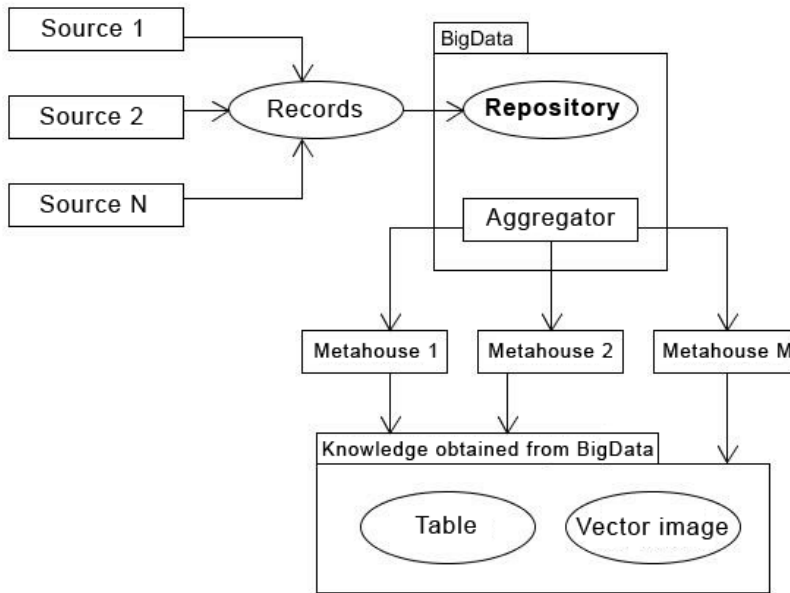 Source 1
BigData
Source 2
Records
Repository
Source N
Aggregator
Metahouse 1
Metahouse 2
Metahouse M
Knowledge obtained from BigData
Table
Vector image